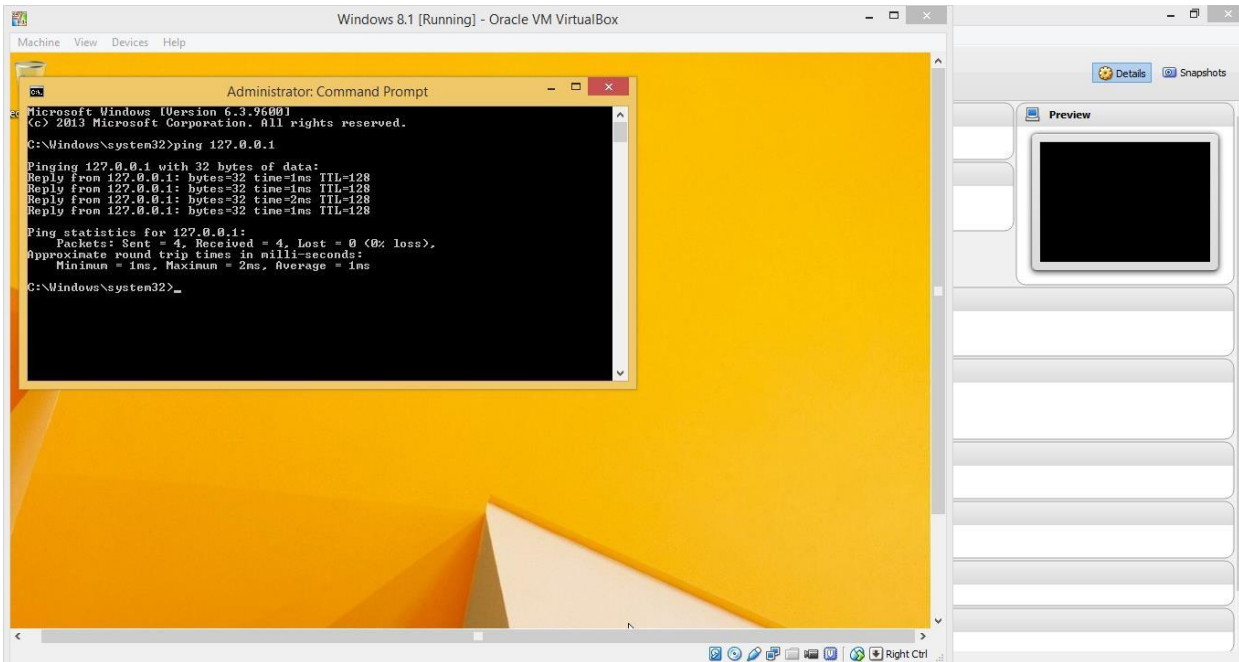 Windows 8.1 [Running] - Oracle VM VirtualBox
Machine View Devices Help
Details Snapshots
Preview
Administrator: Command Prompt
Microsoft Windows [Version 6.3.9600]
(c) 2013 Microsoft Corporation. All rights reserved.
C:\Windows\system32>ping 127.0.0.1
Pinging 127.0.0.1 with 32 bytes of data:
Reply from 127.0.0.1: bytes=32 time=1ms TTL=128
Reply from 127.0.0.1: bytes=32 time=1ms TTL=128
Reply from 127.0.0.1: bytes=32 time=2ms TTL=128
Reply from 127.0.0.1: bytes=32 time=1ms TTL=128
Ping statistics for 127.0.0.1:
Packets: Sent = 4, Received = 4, Lost = 0 (0% loss),
Approximate round trip times in milli-seconds:
Minimum = 1ms, Maximum = 2ms, Average = 1ms
C:\Windows\system32>_
Right Ctrl